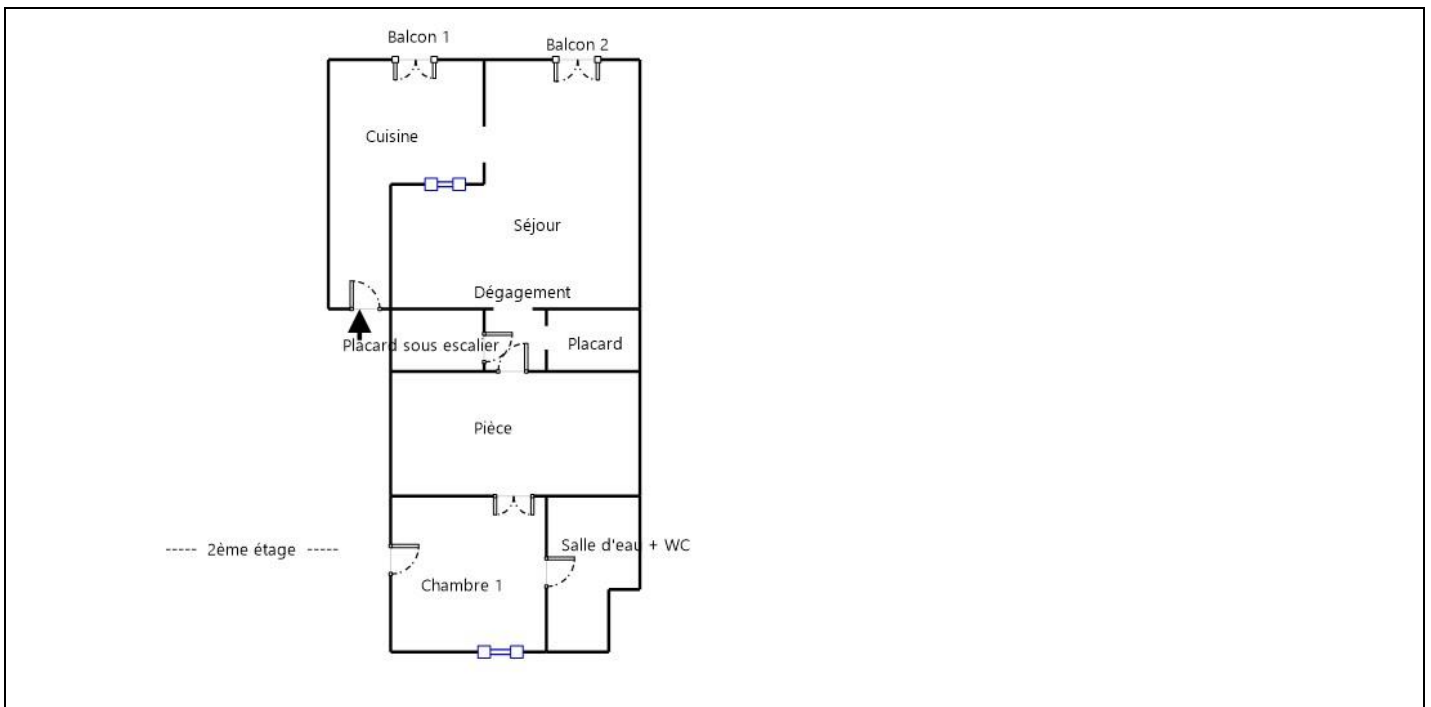 Balcon 1
Balcon 2
Cuisine
Séjour
Dégagement
Placard sous escalier
Placard
Pièce
----- 2ème étage -----
Salle d'eau + WC
Chambre 1